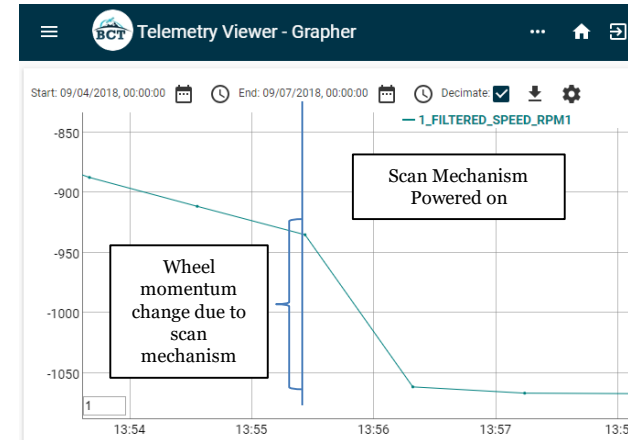 BCT Telemetry Viewer - Grapher
Start: 09/04/2018, 00:00:00 End: 09/07/2018, 00:00:00 Decimate:
1_FILTERED_SPEED_RPM1
-850
-900
-950
-1000
-1050
Scan Mechanism
Powered on
Wheel
momentum
change due to
scan
mechanism
1
13:54 13:55 13:56 13:57 13:5